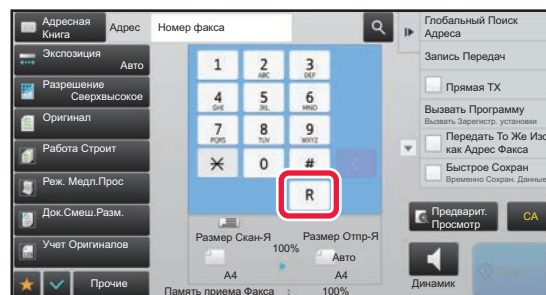 Адресная
Книга
Адрес
Номер факса
Глобальный Поиск
Адреса
Экспозиция
Авто
Запись Передач
Разрешение
Сверхвысокое
Прямая TX
Оригинал
Вызвать Программу
Вызвать Зарегистр. установки
Работа Строит
Передать То Же Изо
как Адрес Факса
Реж. Медл.Прос
Быстрое Сохран
Временно Сохран. Данные
Док.Смеш.Разм.
Учет Оригиналов
Прочие
1
2
ABC
3
DEF
4
GHI
5
JKL
6
MNO
7
PQRS
8
TUV
9
WXYZ
0
#
C
R
Размер
Скан-Я
100%
Размер Отпр-Я
Авто
A4
A4
Память приема Факса : 100%
Предварит.
Просмотр
CA
Динамик
Старт